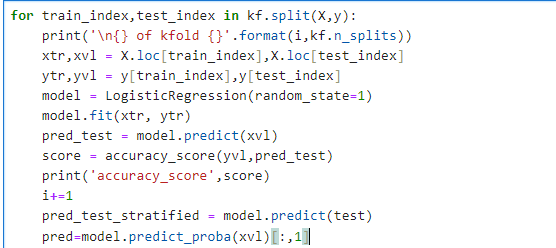 for train_index,test_index in kf.split(X,y):
    print('\n{} of kfold {}'.format(i,kf.n_splits))
    xtr,xvl = X.loc[train_index],X.loc[test_index]
    ytr,yvl = y[train_index],y[test_index]
    model = LogisticRegression(random_state=1)
    model.fit(xtr, ytr)
    pred_test = model.predict(xvl)
    score = accuracy_score(yvl,pred_test)
    print('accuracy_score',score)
    i+=1
    pred_test_stratified = model.predict(test)
    pred=model.predict_proba(xvl)[:,1]